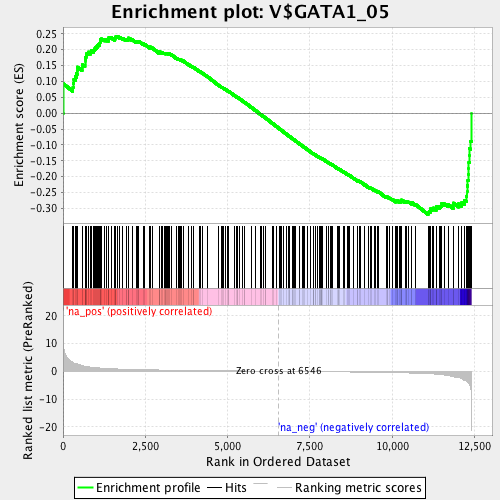 Enrichment plot: V$GATA1_05
Enrichment score (ES)
0.25
0.20
0.15
0.10
0.05
0.00
-0.05
-0.10
-0.15
-0.20
-0.25
-0.30
'na_pos' (positively correlated)
Ranked list metric (PreRanked)
20
10
0
-10
-20
Zero cross at 6546
'na_neg' (negatively correlated)
0
2,500
5,000
7,500
10,000
12,500
Rank in Ordered Dataset
Enrichment profile
Hits
Ranking metric scores